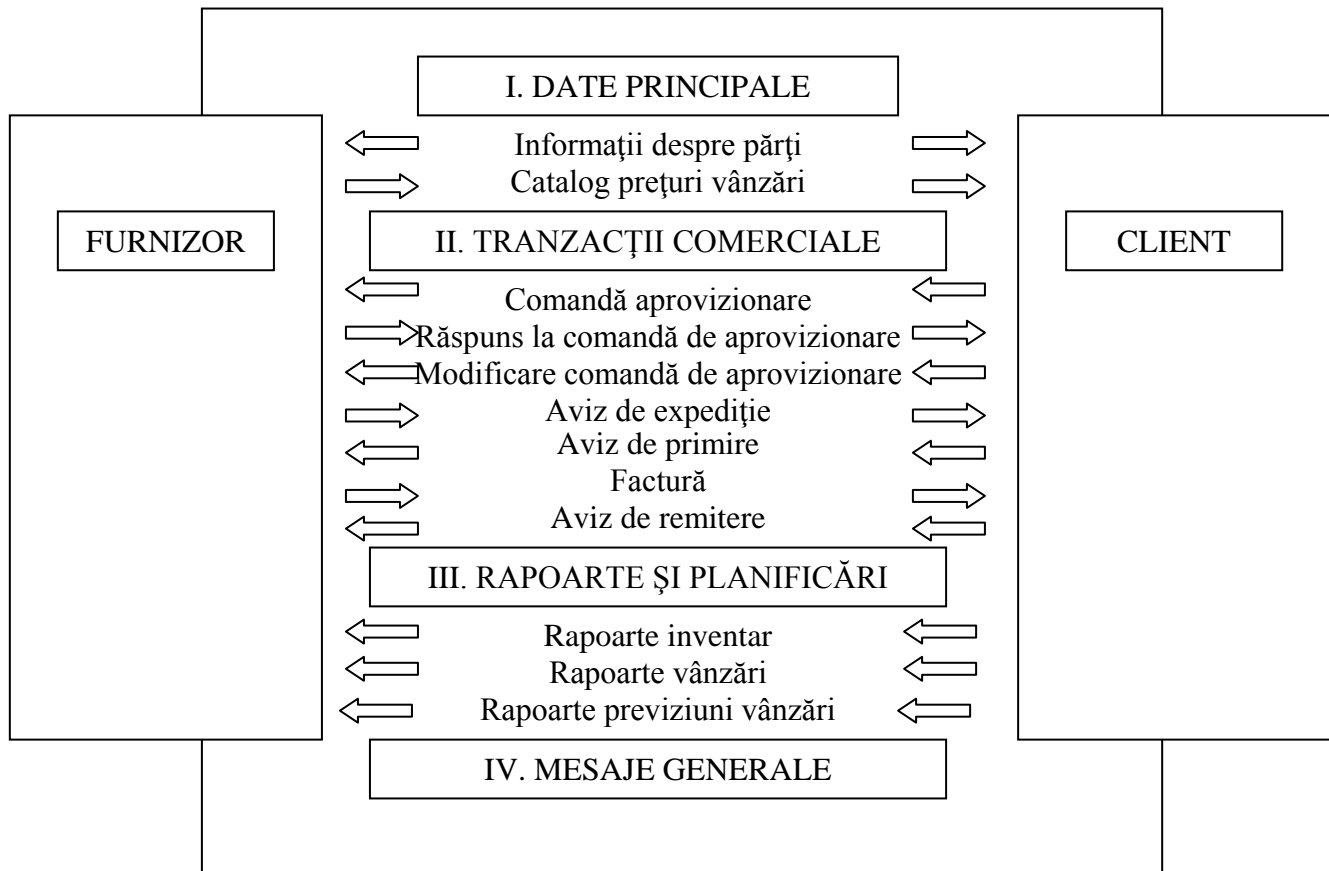 I. DATE PRINCIPALE
Informaţii despre părţi
Catalog preţuri vânzări
FURNIZOR
II. TRANZACŢII COMERCIALE
CLIENT
Comandă aprovizionare
Răspuns la comandă de aprovizionare
Modificare comandă de aprovizionare
Aviz de expediţie
Aviz de primire
Factură
Aviz de remitere
III. RAPOARTE ŞI PLANIFICĂRI
Rapoarte inventar
Rapoarte vânzări
Rapoarte previziuni vânzări
IV. MESAJE GENERALE